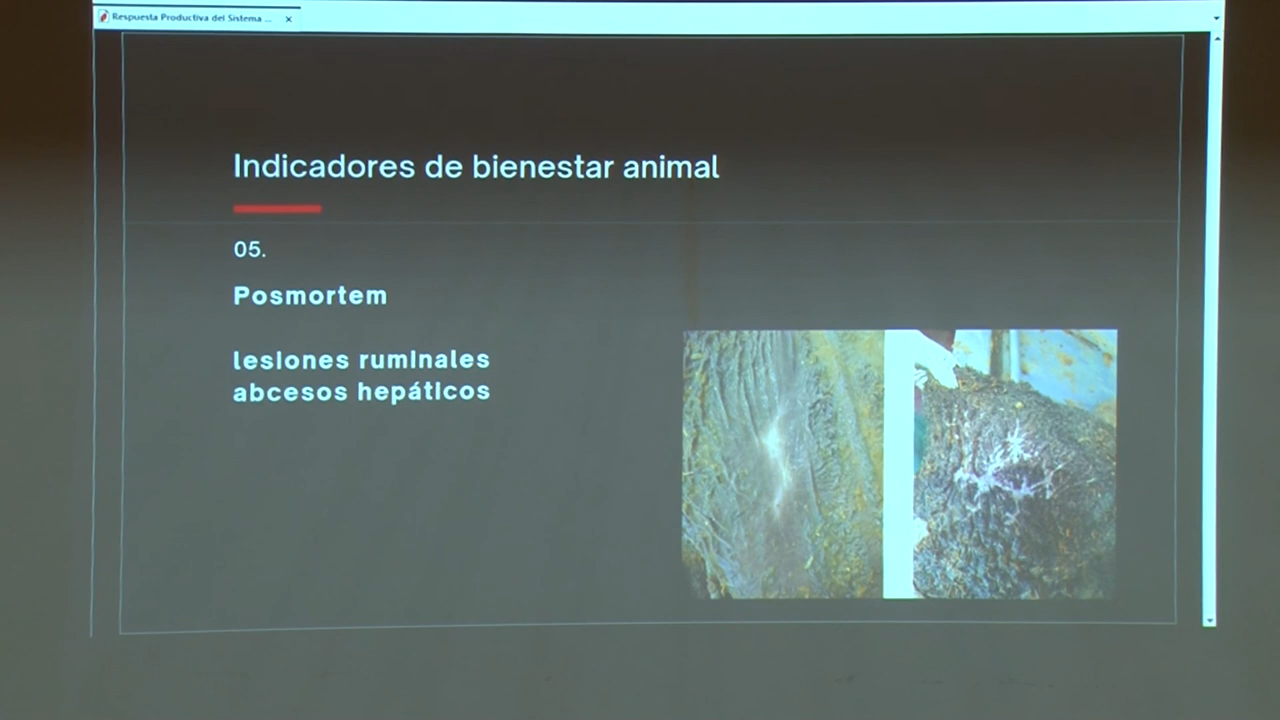 Respuesta Productiva del Sistema ...
Indicadores de bienestar animal
05.
Posmortem
lesiones ruminales
abcesos hepáticos